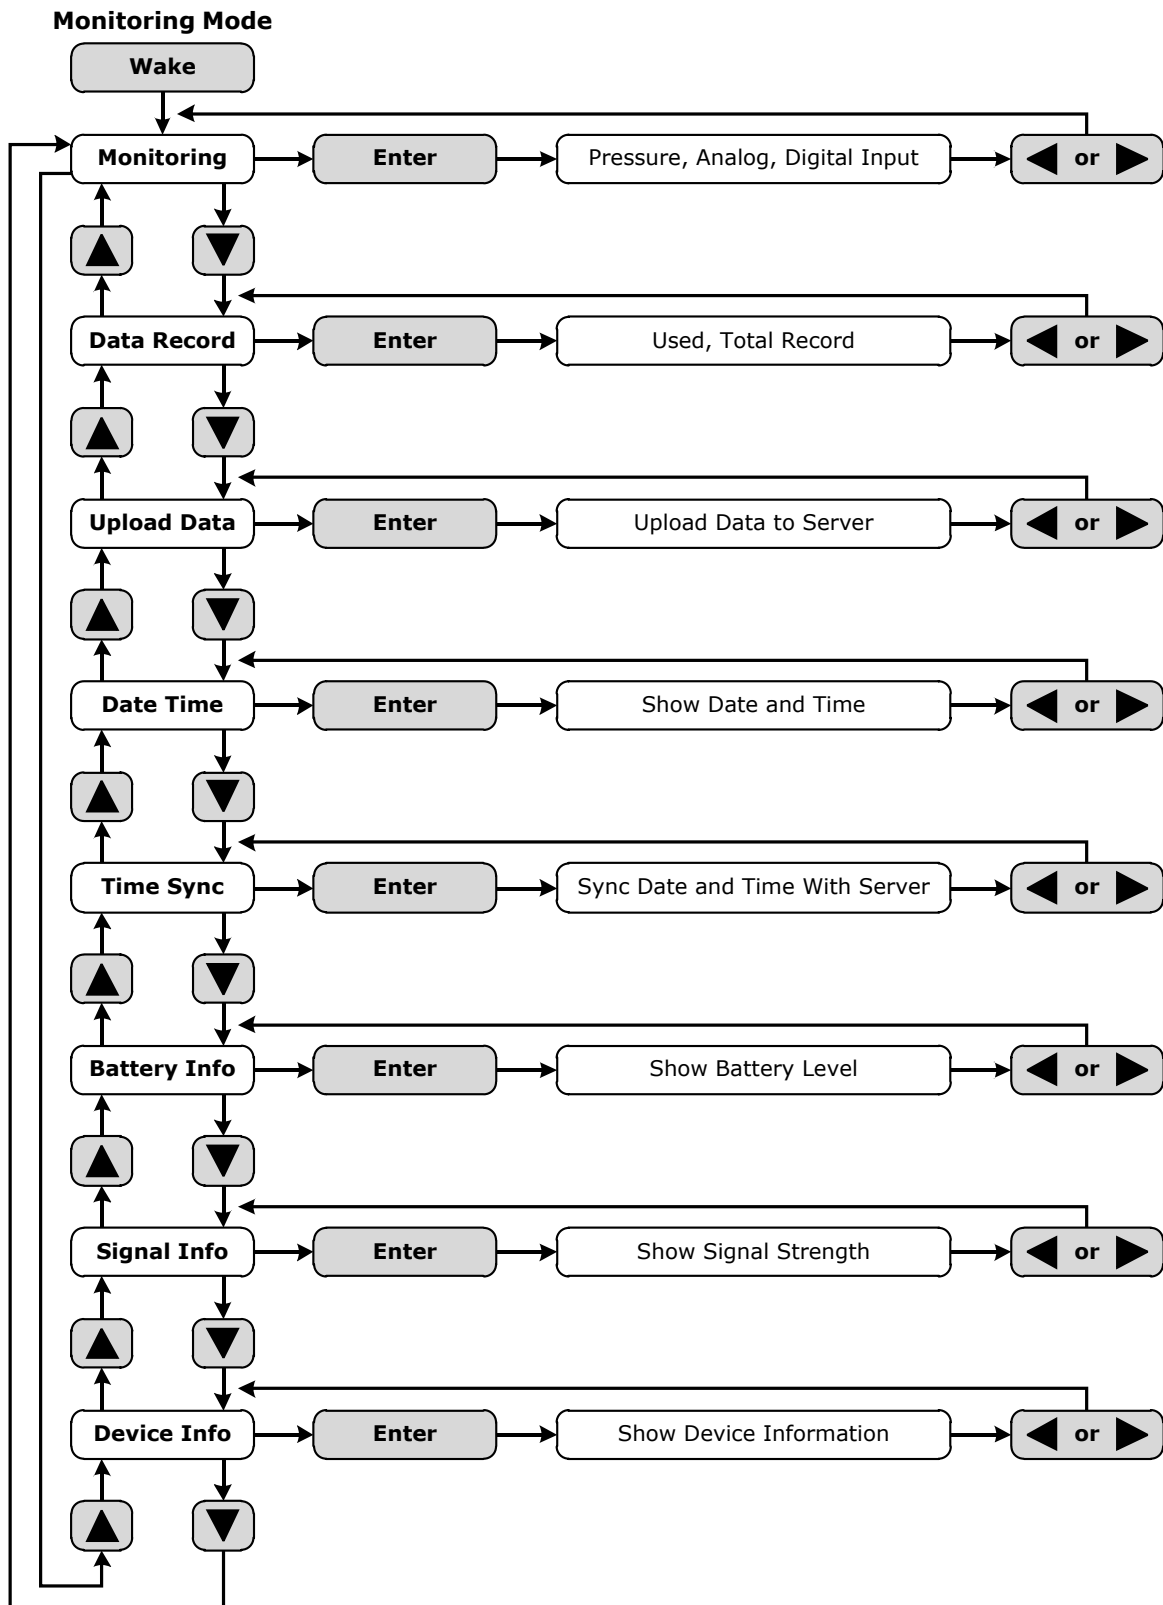 Monitoring Mode
Wake
Monitoring Enter Pressure, Analog, Digital Input or
Data Record Enter Used, Total Record or
Upload Data Enter Upload Data to Server or
Date Time Enter Show Date and Time or
Time Sync Enter Sync Date and Time With Server or
Battery Info Enter Show Battery Level or
Signal Info Enter Show Signal Strength or
Device Info Enter Show Device Information or